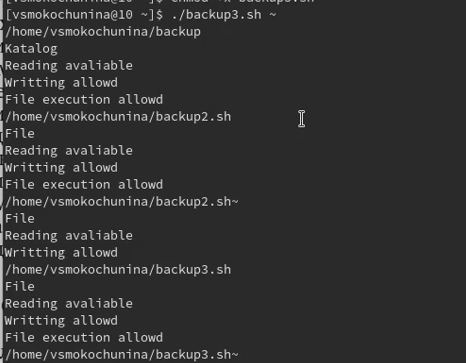 [vsmokochunina@10 ~]$ ./backup3.sh ~
/home/vsmokochunina/backup
Katalog
Reading avaliable
Writting allowd
File execution allowd
/home/vsmokochunina/backup2.sh
File
Reading avaliable
Writting allowd
File execution allowd
/home/vsmokochunina/backup2.sh~
File
Reading avaliable
Writting allowd
/home/vsmokochunina/backup3.sh
File
Reading avaliable
Writting allowd
File execution allowd
/home/vsmokochunina/backup3.sh~